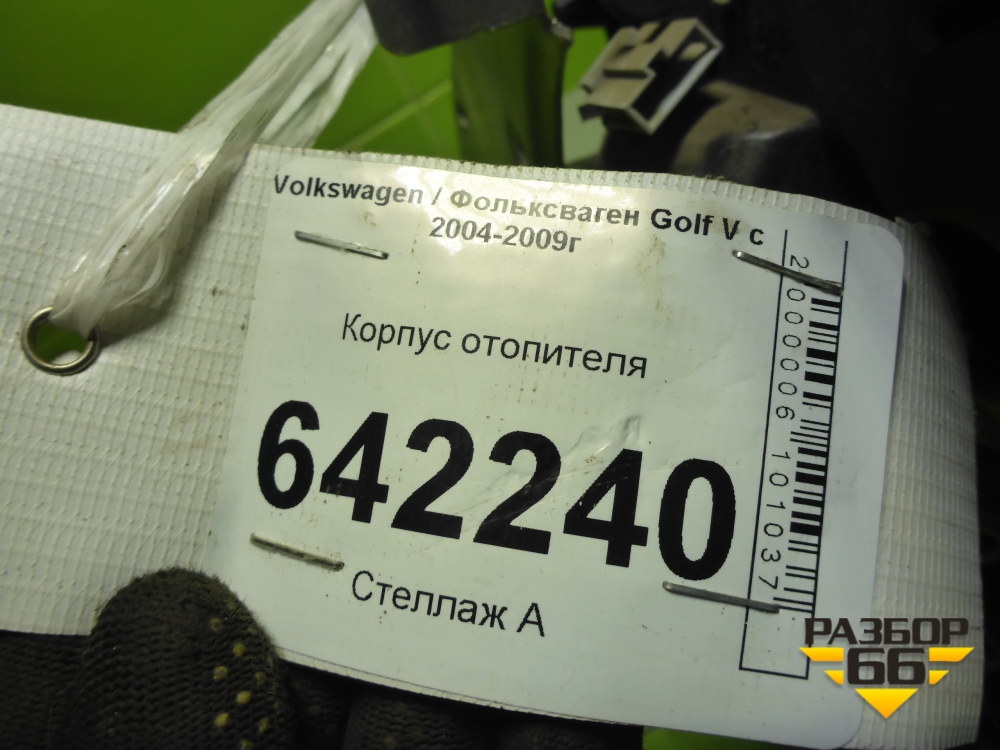 Volkswagen / Фольксваген Golf V с
2004-2009г
Корпус отопителя
642240
Стеллаж А
2000006101037
РАЗБОР
66